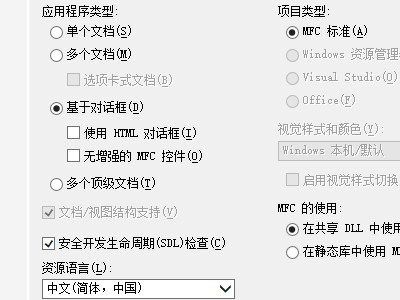 应用程序类型:
单个文档(S)
多个文档(M)
选项卡式文档(B)
基于对话框(D)
使用 HTML 对话框(I)
无增强的 MFC 控件(O)
多个顶级文档(T)
文档/视图结构支持(V)
安全开发生命周期(SDL)检查(C)
资源语言(L):
中文(简体，中国)
项目类型:
MFC 标准(A)
Windows 资源管理
Visual Studio(O)
Office(F)
视觉样式和颜色(Y):
Windows 本机/默认
启用视觉样式切换
MFC 的使用:
在共享 DLL 中使用
在静态库中使用 M